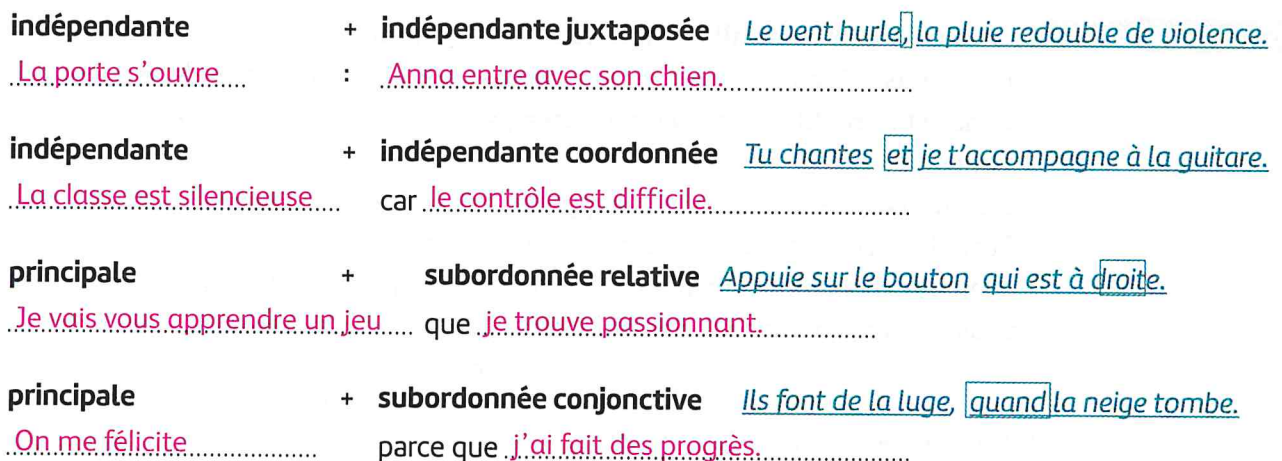 indépendante + indépendante juxtaposée Le vent hurle, la pluie redouble de violence.
La porte s'ouvre : Anna entre avec son chien.
indépendante + indépendante coordonnée Tu chantes et je t'accompagne à la guitare.
La classe est silencieuse car le contrôle est difficile.
principale + subordonnée relative Appuie sur le bouton qui est à droite.
Je vais vous apprendre un jeu que je trouve passionnant.
principale + subordonnée conjonctive Ils font de la luge, quand la neige tombe.
On me félicite parce que j'ai fait des progrès.